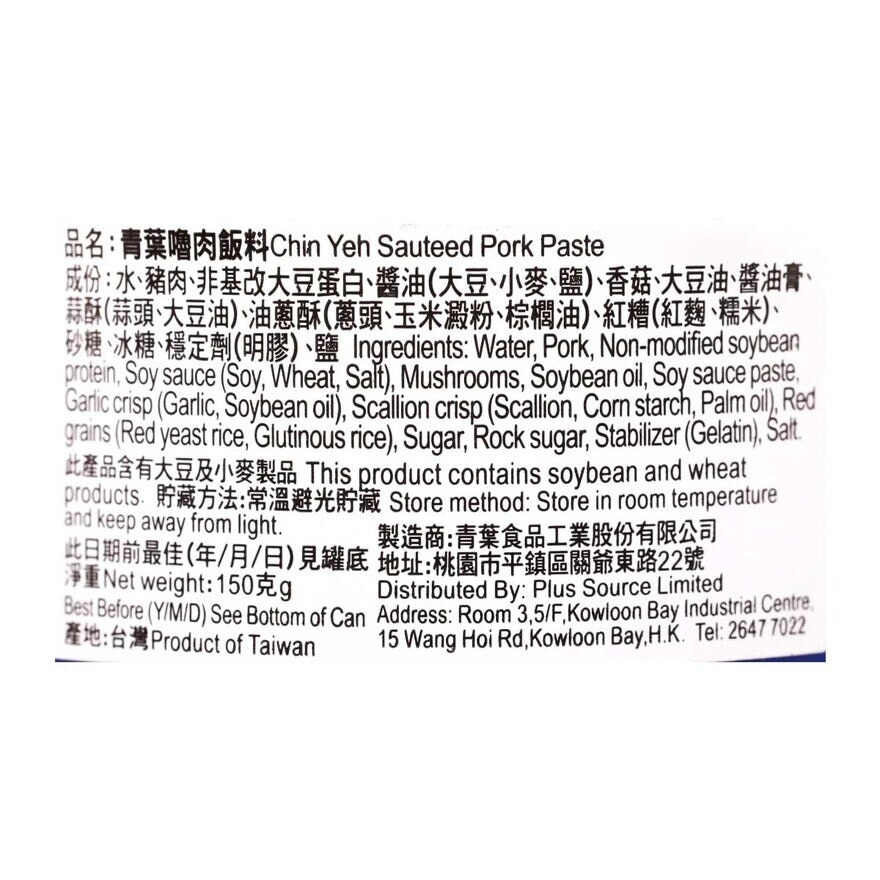 品名:青葉嚕肉飯料Chin Yeh Sauteed Pork Paste
成份:水、豬肉、非基改大豆蛋白、醬油(大豆、小麥、鹽)、香菇、大豆油、醬油膏、
蒜酥(蒜頭、大豆油)、油蔥酥(蔥頭、玉米澱粉、棕櫚油)、紅糟(紅麴、糯米)、
砂糖、冰糖、穩定劑(明膠)、鹽 Ingredients: Water, Pork, Non-modified soybean
protein, Soy sauce (Soy, Wheat, Salt), Mushrooms, Soybean oil, Soy sauce paste,
Garlic crisp (Garlic, Soybean oil), Scallion crisp (Scallion, Corn starch, Palm oil), Red
grains (Red yeast rice, Glutinous rice), Sugar, Rock sugar, Stabilizer (Gelatin), Salt.
此產品含有大豆及小麥製品 This product contains soybean and wheat
products. 貯藏方法:常溫避光貯藏 Store method: Store in room temperature
and keep away from light.
此日期前最佳(年/月/日)見罐底
淨重Net weight:150克g
Best Before (Y/M/D) See Bottom of Can
產地:台灣Product of Taiwan
製造商:青葉食品工業股份有限公司
地址:桃園市平鎮區關爺東路22號
Distributed By: Plus Source Limited
Address: Room 3,5/F,Kowloon Bay Industrial Centre,
15 Wang Hoi Rd,Kowloon Bay,H.K. Tel: 2647 7022